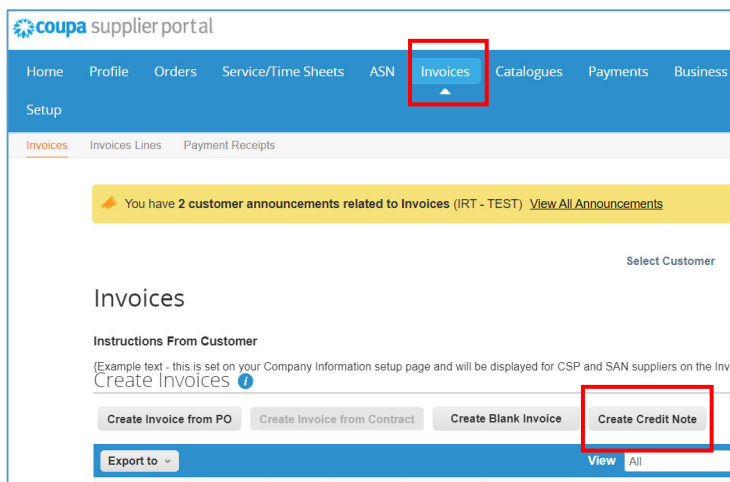 coupa supplier portal
Home Profile Orders Service/Time Sheets ASN Invoices Catalogues Payments Business
Setup
Invoices Invoices Lines Payment Receipts
You have 2 customer announcements related to Invoices (IRT - TEST) View All Announcements
Select Customer
Invoices
Instructions From Customer
{Example text - this is set on your Company Information setup page and will be displayed for CSP and SAN suppliers on the Inv
Create Invoices i
Create Invoice from PO Create Invoice from Contract Create Blank Invoice Create Credit Note
Export to View All